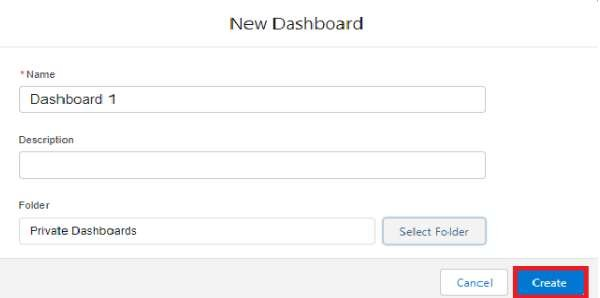 New Dashboard
*Name
Dashboard 1
Description
Folder
Private Dashboards
Select Folder
Cancel
Create